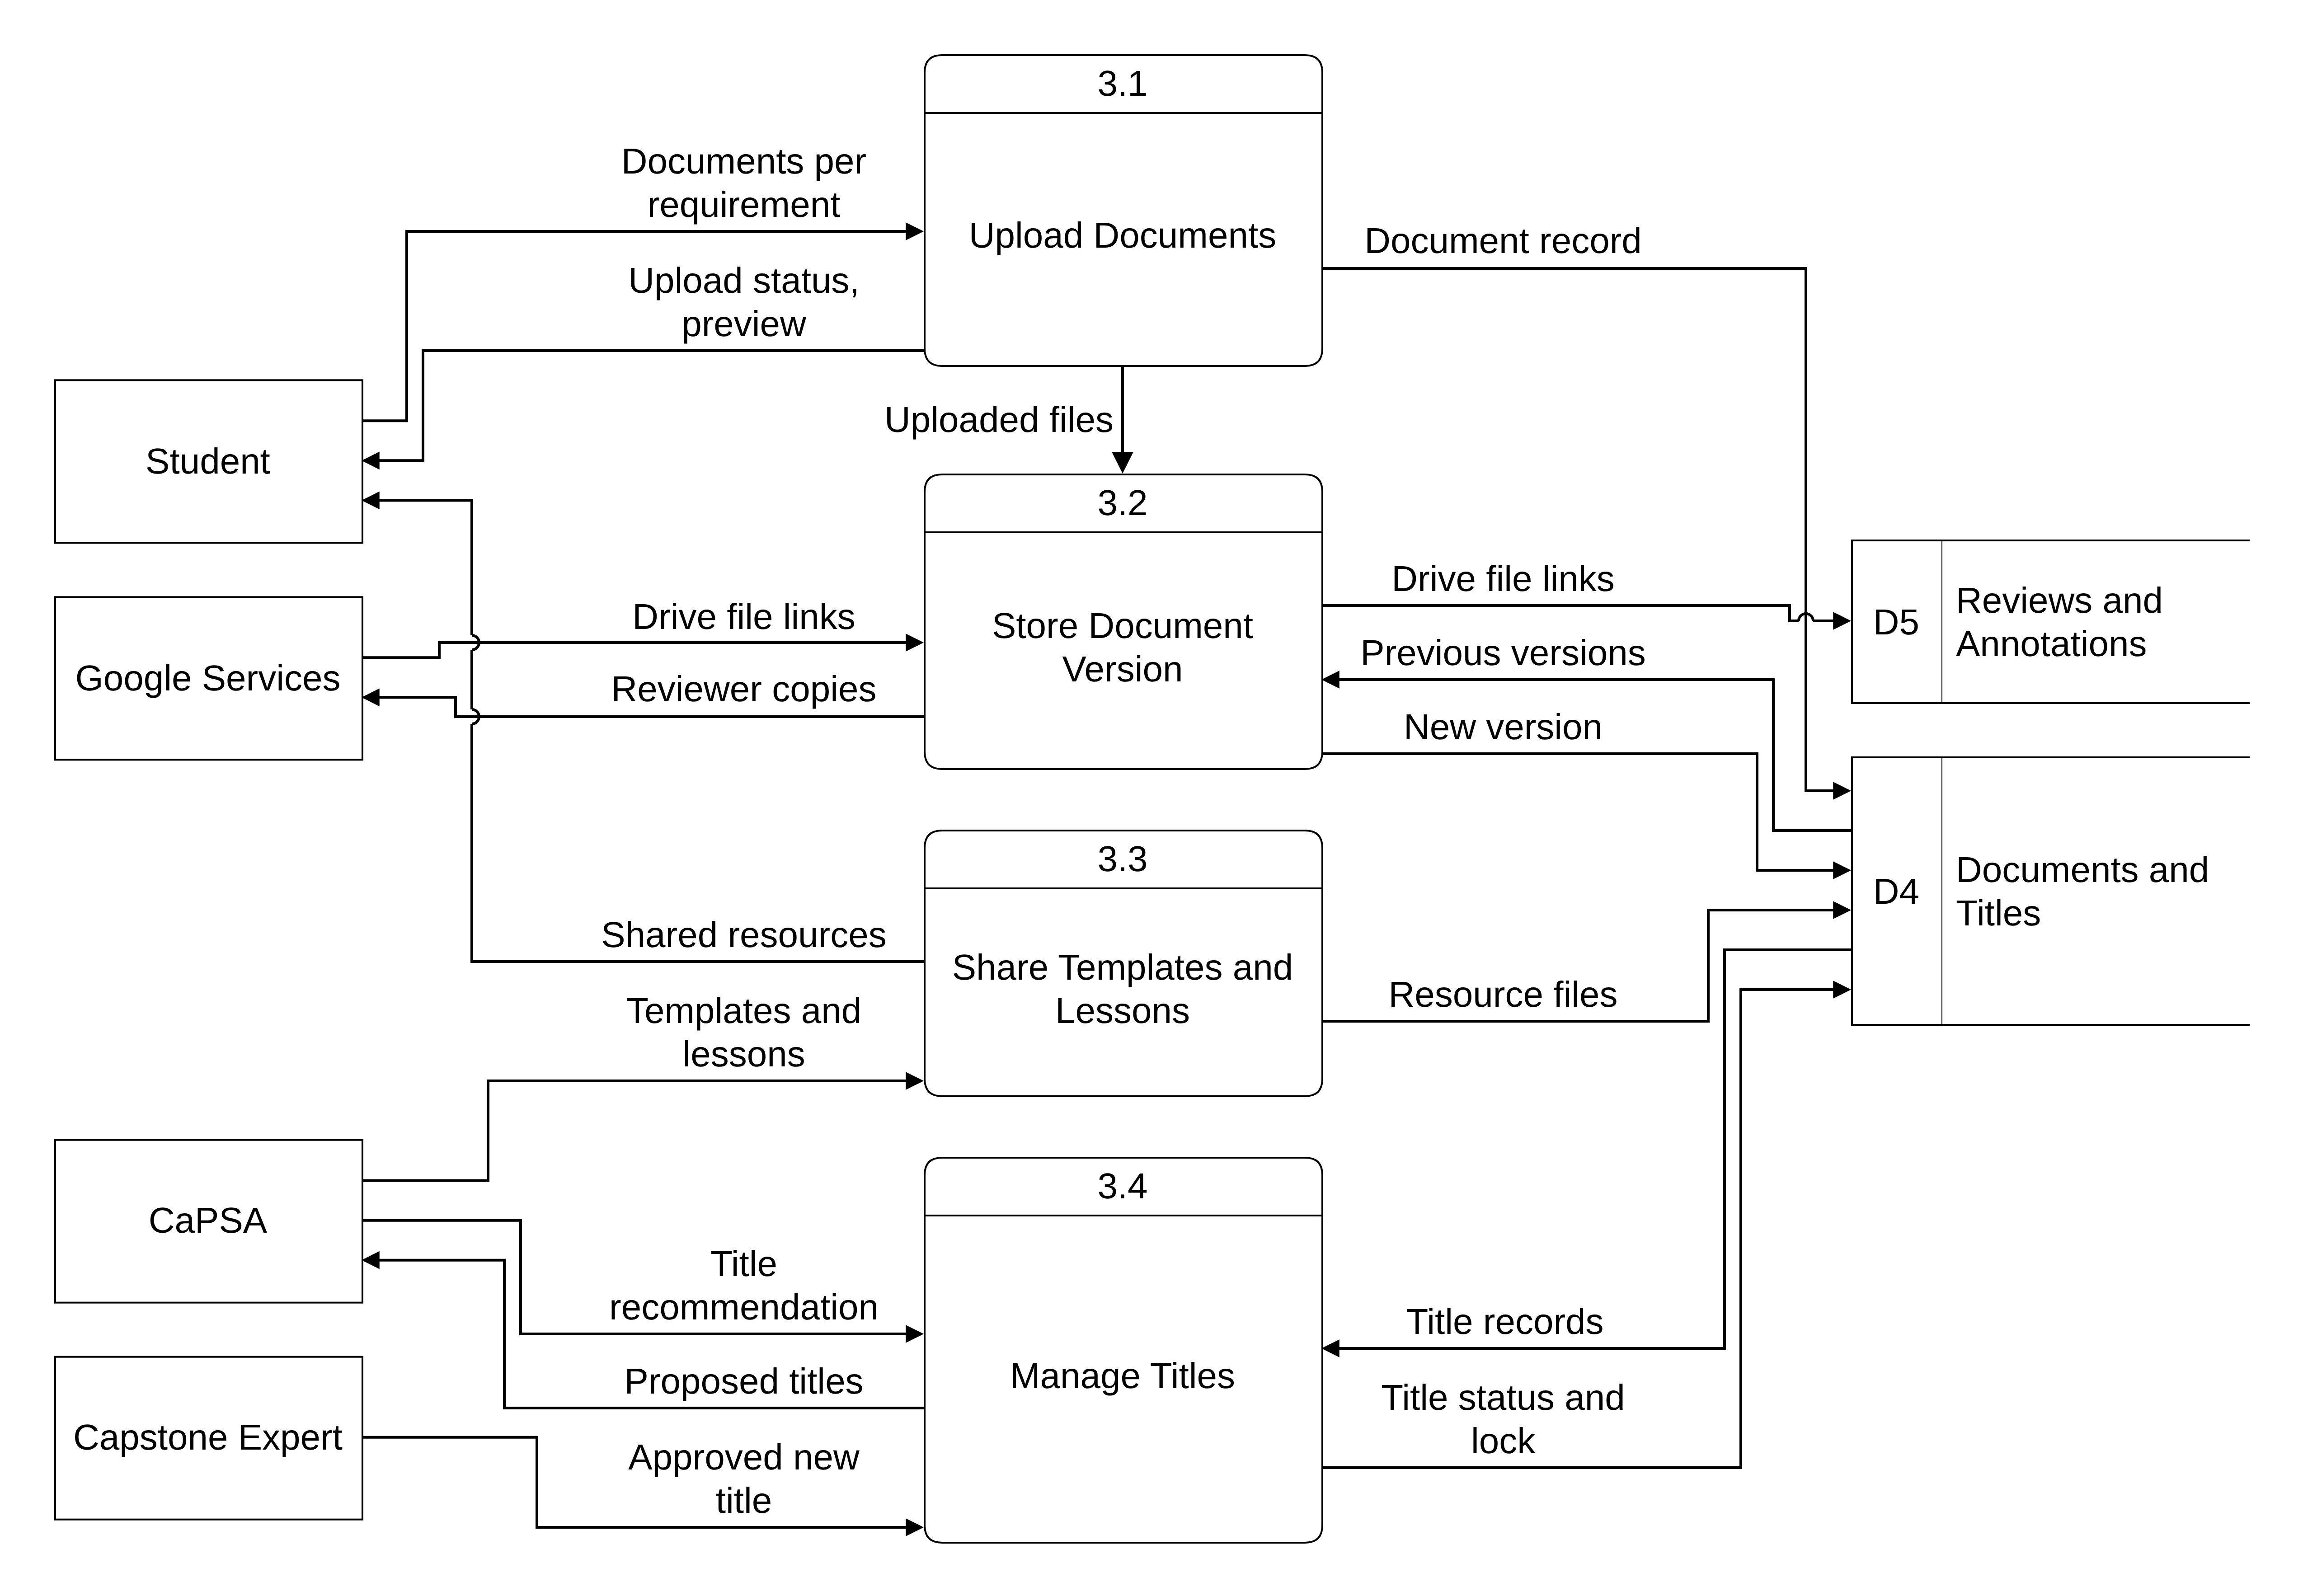 3.1
Upload Documents
Documents per
requirement
Upload status,
preview
Document record
Uploaded files
Student
3.2
Store Document
Version
Google Services
Drive file links
Reviewer copies
Drive file links
Previous versions
New version
D5
Reviews and
Annotations
D4
Documents and
Titles
3.3
Share Templates and
Lessons
Shared resources
Templates and
lessons
Resource files
CaPSA
3.4
Manage Titles
Title
recommendation
Proposed titles
Approved new
title
Title records
Title status and
lock
Capstone Expert